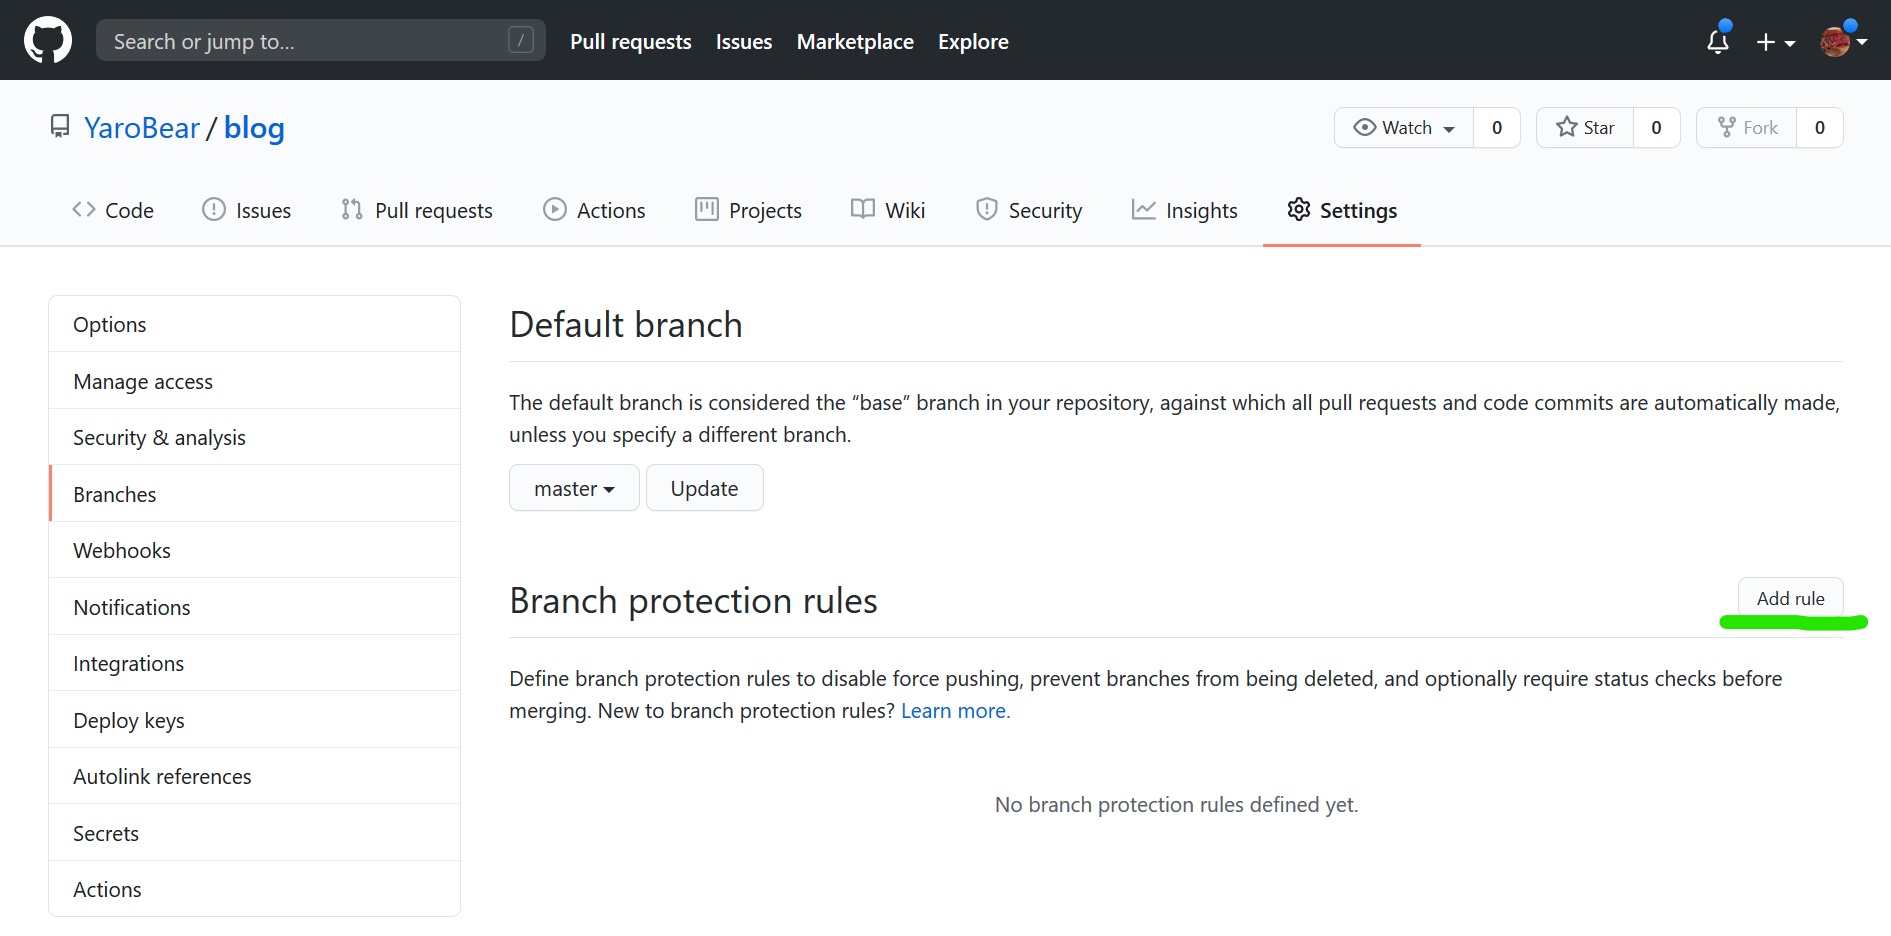 Search or jump to... /
Pull requests Issues Marketplace Explore
YaroBear / blog
Watch 0 Star 0 Fork 0
Code Issues Pull requests Actions Projects Wiki Security Insights Settings
Options
Manage access
Security & analysis
Branches
Webhooks
Notifications
Integrations
Deploy keys
Autolink references
Secrets
Actions
Default branch
The default branch is considered the “base” branch in your repository, against which all pull requests and code commits are automatically made,
unless you specify a different branch.
master Update
Branch protection rules
Add rule
Define branch protection rules to disable force pushing, prevent branches from being deleted, and optionally require status checks before
merging. New to branch protection rules? Learn more.
No branch protection rules defined yet.